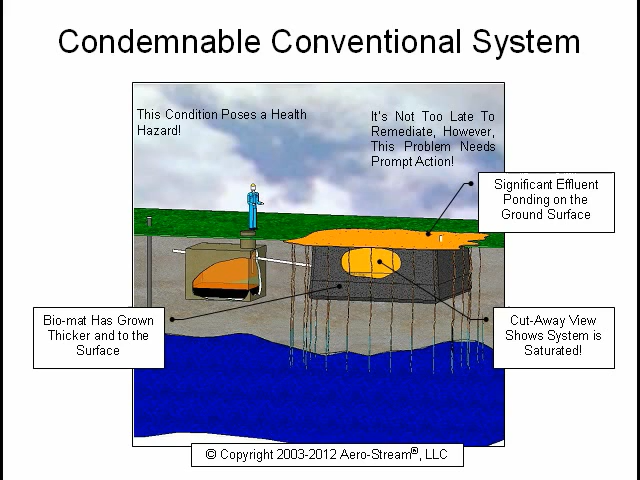 Condemnable Conventional System
This Condition Poses a Health
Hazard!
It's Not Too Late To
Remediate, However,
This Problem Needs
Prompt Action!
Significant Effluent
Ponding on the
Ground Surface
Bio-mat Has Grown
Thicker and to the
Surface
Cut-Away View
Shows System is
Saturated!
© Copyright 2003-2012 Aero-Stream®, LLC